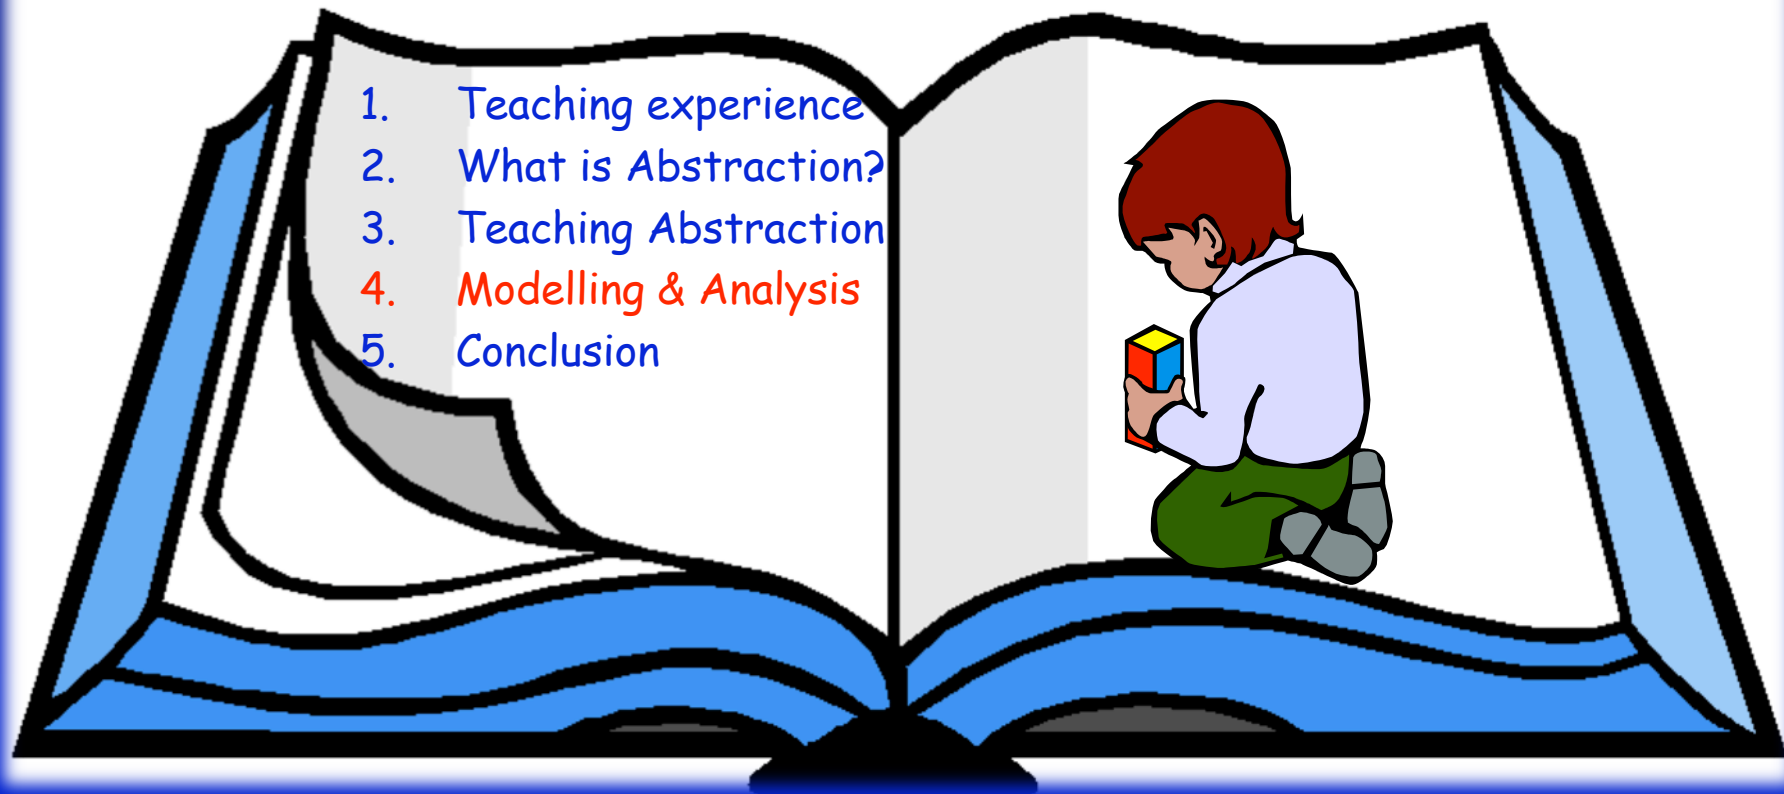 1. Teaching experience
2. What is Abstraction?
3. Teaching Abstraction
4. Modelling & Analysis
5. Conclusion